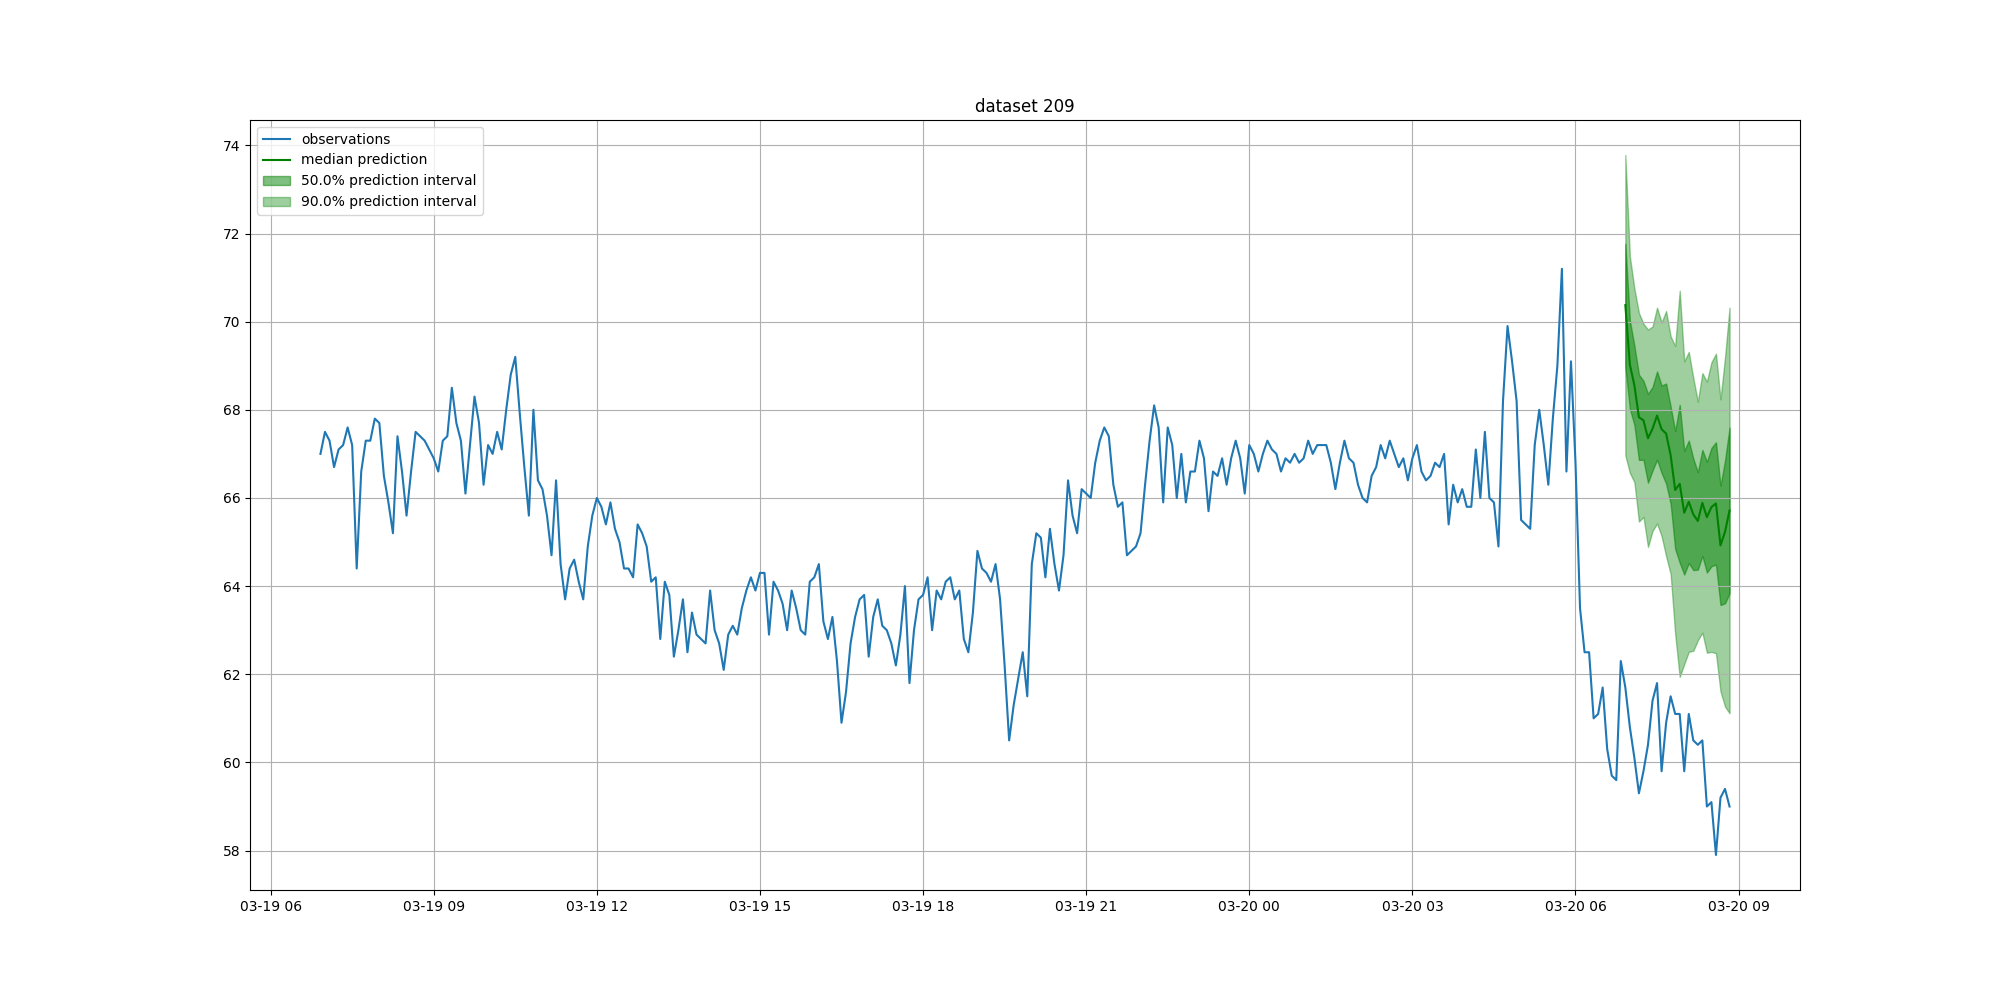 dataset 209
observations
median prediction
50.0% prediction interval
90.0% prediction interval
74
72
70
68
66
64
62
60
58
03-19 06 03-19 09 03-19 12 03-19 15 03-19 18 03-19 21 03-20 00 03-20 03 03-20 06 03-20 09